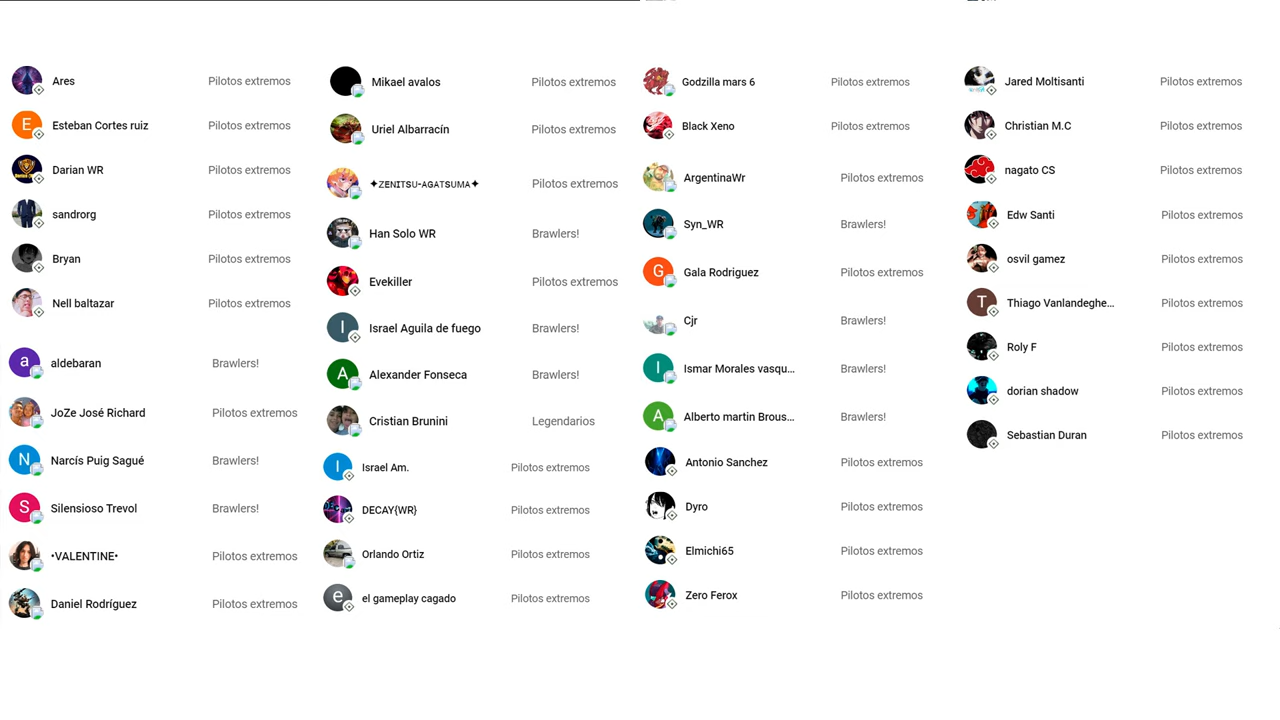 Ares Pilotos extremos
E Esteban Cortes ruiz Pilotos extremos
Darian WR Pilotos extremos
sandrorg Pilotos extremos
Bryan Pilotos extremos
Nell baltazar Pilotos extremos
a aldebaran Brawlers!
JoZe José Richard Pilotos extremos
N Narcís Puig Sagué Brawlers!
S Silensioso Trevol Brawlers!
•VALENTINE• Pilotos extremos
Daniel Rodríguez Pilotos extremos
Mikael avalos Pilotos extremos
Uriel Albarracín Pilotos extremos
✦ZENITSU-AGATSUMA✦ Pilotos extremos
Han Solo WR Brawlers!
Evekiller Pilotos extremos
I Israel Aguila de fuego Brawlers!
A Alexander Fonseca Brawlers!
Cristian Brunini Legendarios
I Israel Am. Pilotos extremos
DECAY{WR} Pilotos extremos
Orlando Ortiz Pilotos extremos
e el gameplay cagado Pilotos extremos
Godzilla mars 6 Pilotos extremos
Black Xeno Pilotos extremos
ArgentinaWr Pilotos extremos
Syn_WR Brawlers!
G Gala Rodriguez Pilotos extremos
Cjr Brawlers!
I Ismar Morales vasqu... Brawlers!
A Alberto martin Brous... Brawlers!
Antonio Sanchez Pilotos extremos
Dyro Pilotos extremos
Elmichi65 Pilotos extremos
Zero Ferox Pilotos extremos
Jared Moltisanti Pilotos extremos
Christian M.C Pilotos extremos
nagato CS Pilotos extremos
Edw Santi Pilotos extremos
osvil gamez Pilotos extremos
T Thiago Vanlandeghe... Pilotos extremos
Roly F Pilotos extremos
dorian shadow Pilotos extremos
Sebastian Duran Pilotos extremos